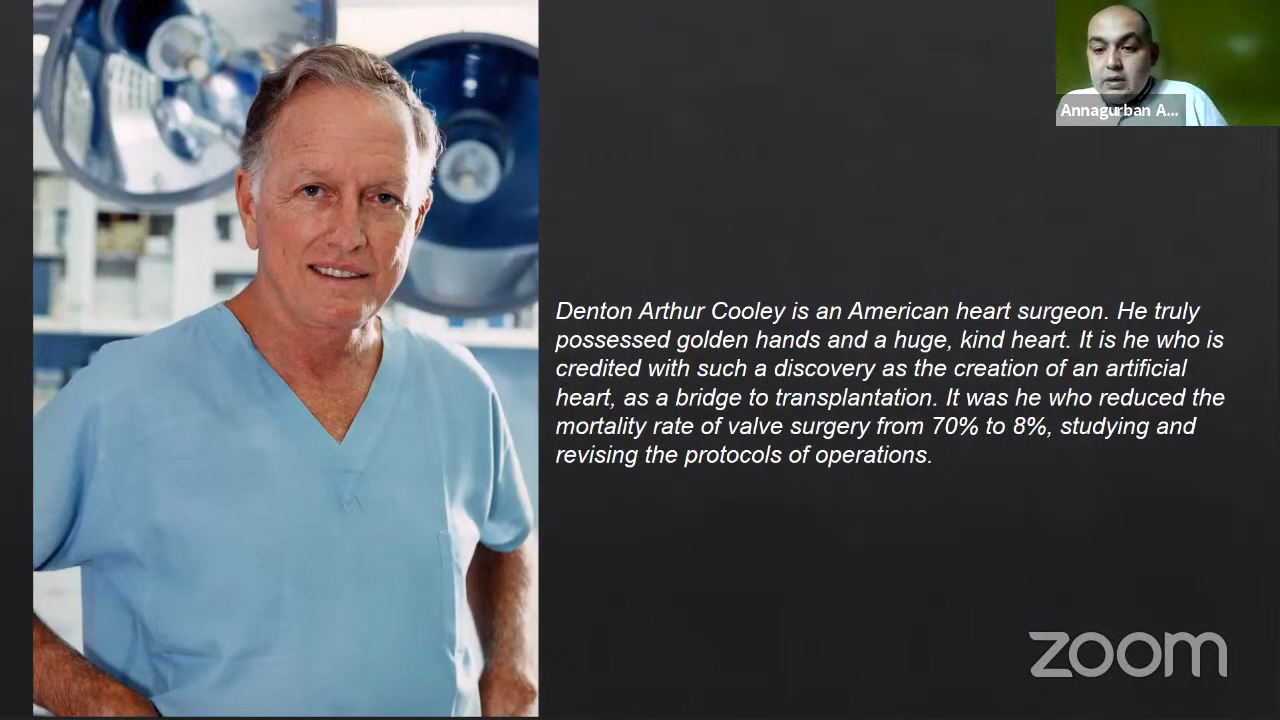 Annagurban A...
Denton Arthur Cooley is an American heart surgeon. He truly
possessed golden hands and a huge, kind heart. It is he who is
credited with such a discovery as the creation of an artificial
heart, as a bridge to transplantation. It was he who reduced the
mortality rate of valve surgery from 70% to 8%, studying and
revising the protocols of operations.
zoom